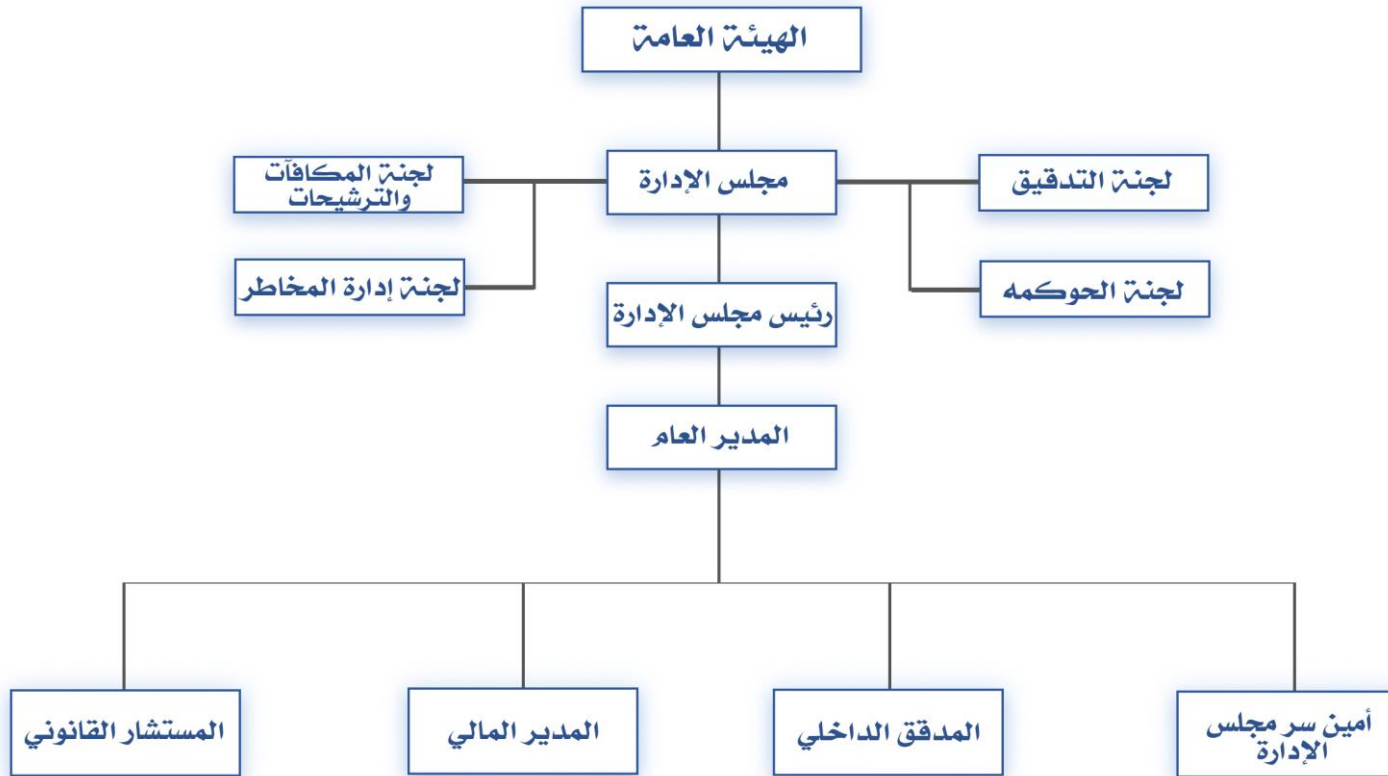 الهيئة العامة
لجنة التدقيق
مجلس الإدارة
لجنة المكافآت
والترشيحات
لجنة الحوكمه
رئيس مجلس الإدارة
لجنة إدارة المخاطر
المدير العام
أمين سر مجلس
الإدارة
المدقق الداخلي
المدير المالي
المستشار القانوني